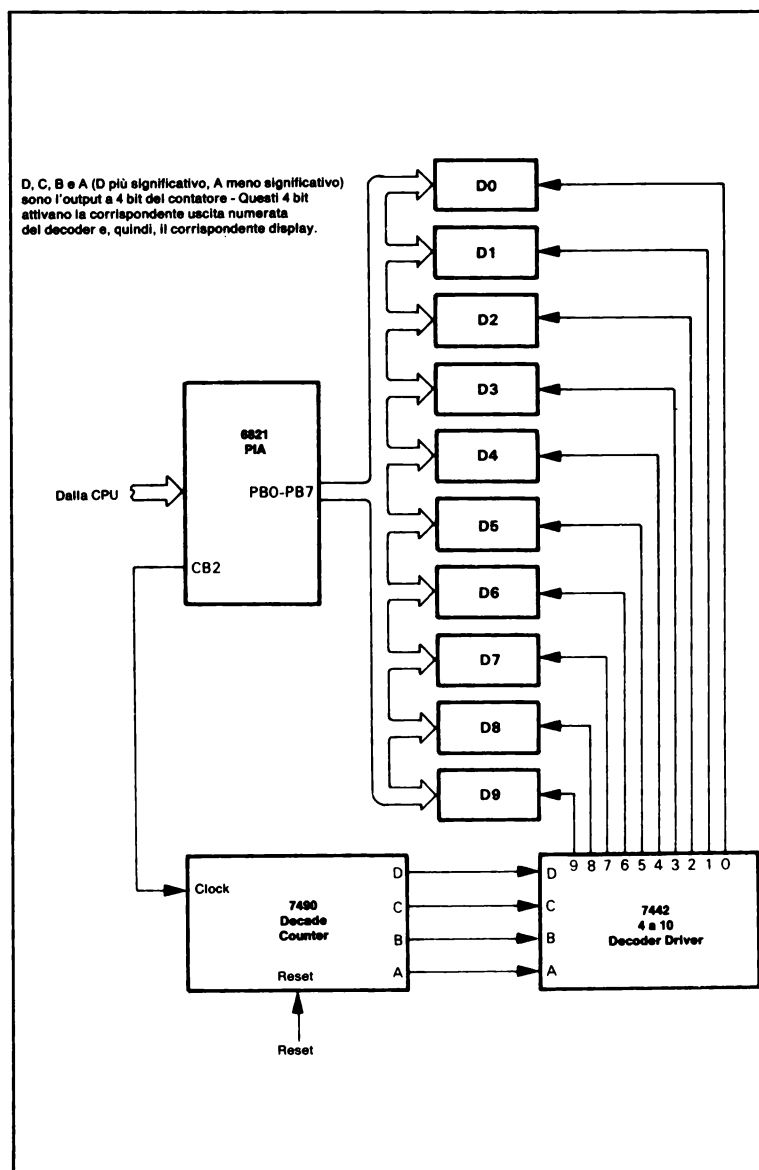 D, C, B e A (D più significativo, A meno significativo)
sono l'output a 4 bit del contatore - Questi 4 bit
attivano la corrispondente uscita numerata
del decoder e, quindi, il corrispondente display.
D0
D1
D2
D3
D4
D5
D6
D7
D8
D9
6821
PIA
Dalla CPU
PB0-PB7
CB2
9 8 7 6 5 4 3 2 1 0
Clock
7490
Decade
Counter
D
C
B
A
Reset
Reset
D
C
B
A
7442
4 a 10
Decoder Driver